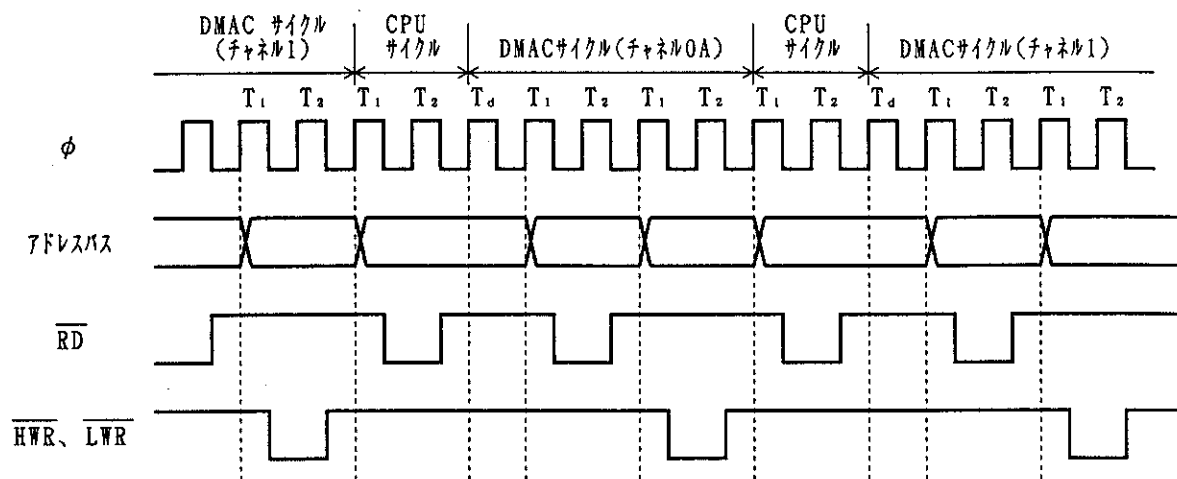 DMAC サイクル
(チャネル1)
CPU
サイクル
DMACサイクル(チャネル0A)
CPU
サイクル
DMACサイクル(チャネル1)
T₁ T₂ T₁ T₂ T_d T₁ T₂ T₁ T₂ T₁ T₂ T_d T₁ T₂ T₁ T₂
φ
アドレスバス
RD
HWR、LWR